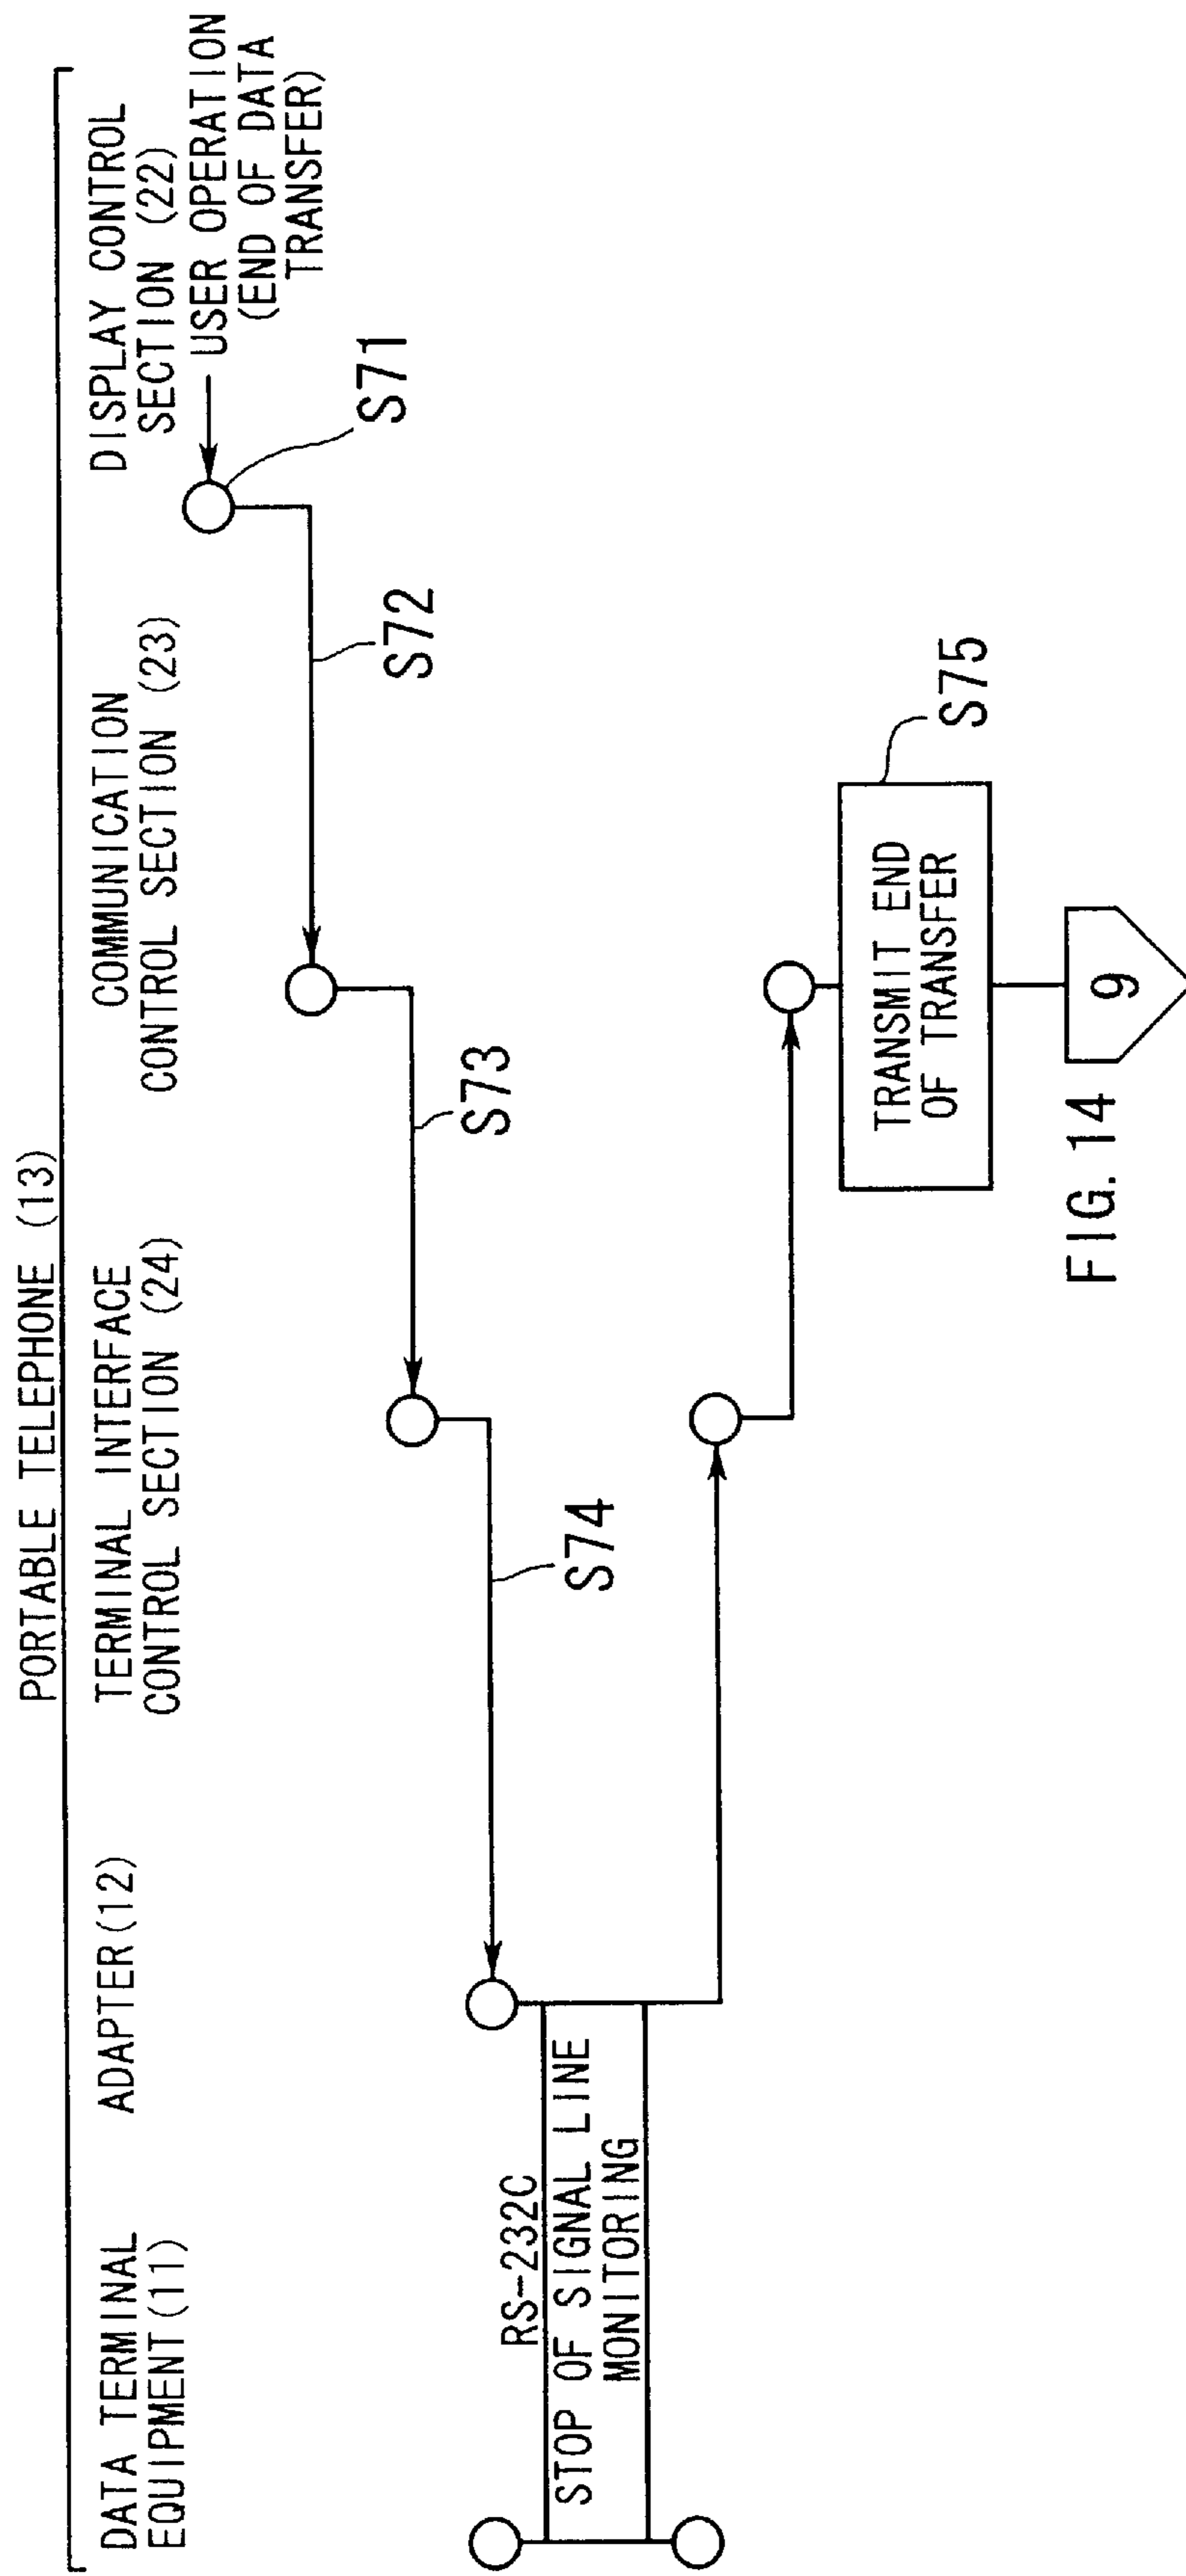 PORTABLE TELEPHONE (13)
DATA TERMINAL
EQUIPMENT(11)
ADAPTER(12)
TERMINAL INTERFACE
CONTROL SECTION (24)
COMMUNICATION
CONTROL SECTION (23)
DISPLAY CONTROL
SECTION (22)
USER OPERATION
(END OF DATA
TRANSFER)
S71
S72
S73
S74
RS-232C
STOP OF SIGNAL LINE
MONITORING
S75
TRANSMIT END
OF TRANSFER
9
FIG. 14